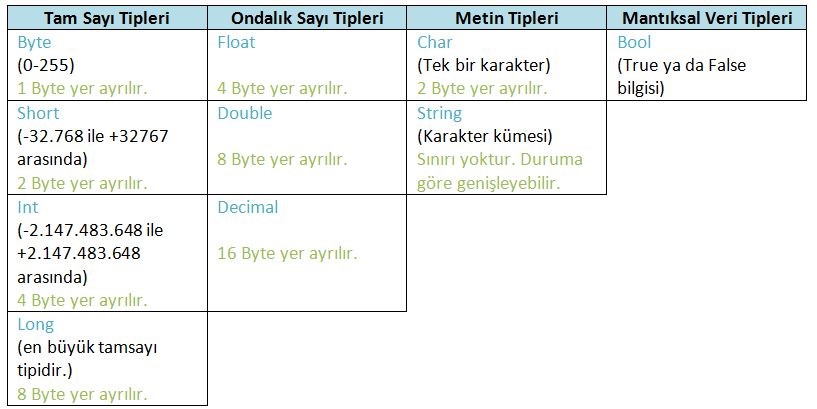 Tam Sayı Tipleri
Ondalık Sayı Tipleri
Metin Tipleri
Mantıksal Veri Tipleri
Byte
(0-255)
1 Byte yer ayrılır.
Float
4 Byte yer ayrılır.
Char
(Tek bir karakter)
2 Byte yer ayrılır.
Bool
(True ya da False
bilgisi)
Short
(-32.768 ile +32767
arasında)
2 Byte yer ayrılır.
Double
8 Byte yer ayrılır.
String
(Karakter kümesi)
Sınırı yoktur. Duruma
göre genişleyebilir.
Int
(-2.147.483.648 ile
+2.147.483.648
arasında)
4 Byte yer ayrılır.
Decimal
16 Byte yer ayrılır.
Long
(en büyük tamsayı
tipidir.)
8 Byte yer ayrılır.